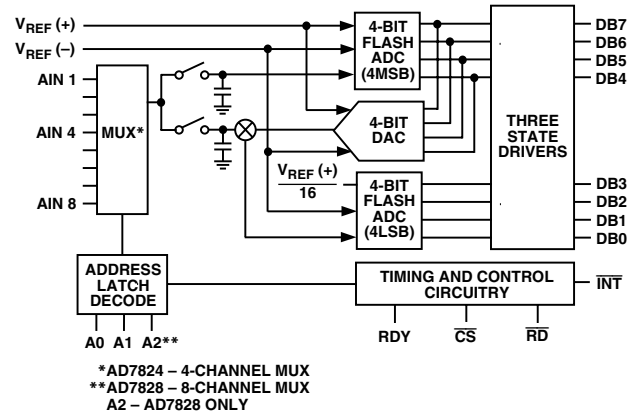 VREF (+)
VREF (–)
AIN 1
AIN 4
AIN 8
MUX*
4-BIT
FLASH
ADC
(4MSB)
4-BIT
DAC
VREF (+)
16
4-BIT
FLASH
ADC
(4LSB)
THREE
STATE
DRIVERS
DB7
DB6
DB5
DB4
DB3
DB2
DB1
DB0
ADDRESS
LATCH
DECODE
TIMING AND CONTROL
CIRCUITRY
INT
A0 A1 A2**
RDY CS RD
*AD7824 – 4-CHANNEL MUX
**AD7828 – 8-CHANNEL MUX
A2 – AD7828 ONLY